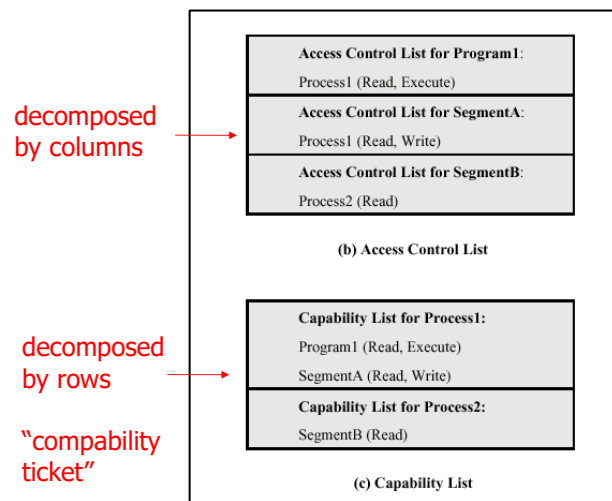 Access Control List for Program1:
Process1 (Read, Execute)
decomposed
by columns
Access Control List for SegmentA:
Process1 (Read, Write)
Access Control List for SegmentB:
Process2 (Read)
(b) Access Control List
decomposed
by rows
Capability List for Process1:
Program1 (Read, Execute)
SegmentA (Read, Write)
“compability
ticket”
Capability List for Process2:
SegmentB (Read)
(c) Capability List